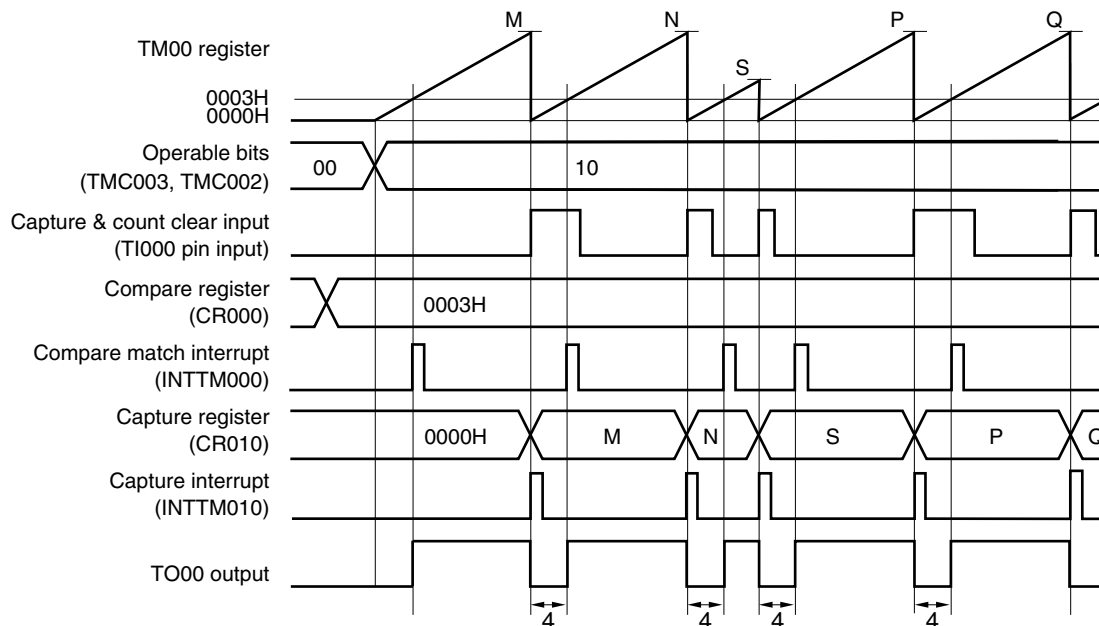 M N P Q
TM00 register
S
0003H
0000H
Operable bits
(TMC003, TMC002)
00 10
Capture & count clear input
(TI000 pin input)
Compare register
(CR000)
0003H
Compare match interrupt
(INTTM000)
Capture register
(CR010)
0000H M N S P Q
Capture interrupt
(INTTM010)
TO00 output
4 4 4 4